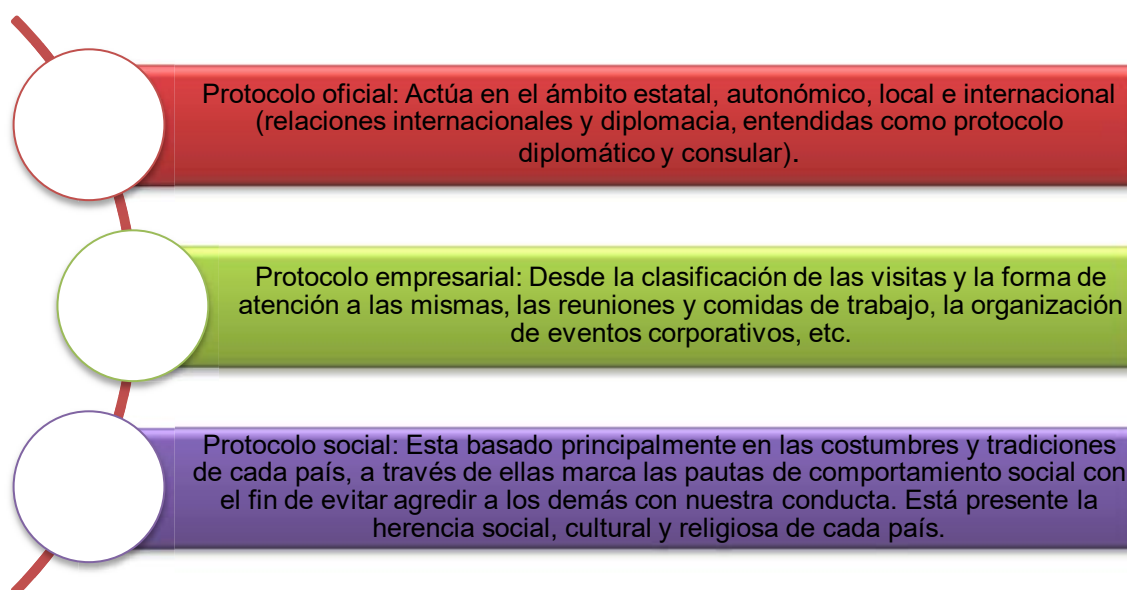 Protocolo oficial: Actúa en el ámbito estatal, autonómico, local e internacional
(relaciones internacionales y diplomacia, entendidas como protocolo
diplomático y consular).
Protocolo empresarial: Desde la clasificación de las visitas y la forma de
atención a las mismas, las reuniones y comidas de trabajo, la organización
de eventos corporativos, etc.
Protocolo social: Esta basado principalmente en las costumbres y tradiciones
de cada país, a través de ellas marca las pautas de comportamiento social con
el fin de evitar agredir a los demás con nuestra conducta. Está presente la
herencia social, cultural y religiosa de cada país.